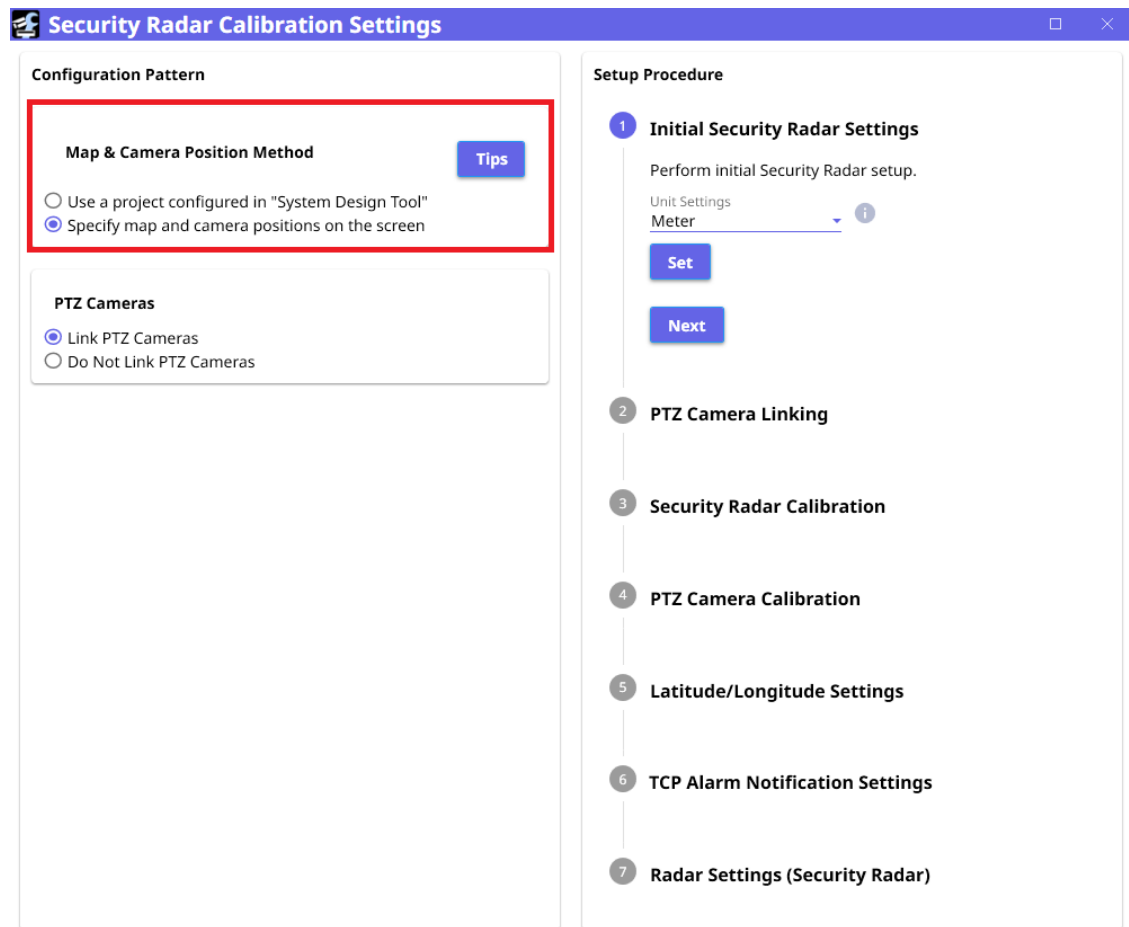 Security Radar Calibration Settings
Configuration Pattern
Map & Camera Position Method
Tips
Use a project configured in "System Design Tool"
Specify map and camera positions on the screen
PTZ Cameras
Link PTZ Cameras
Do Not Link PTZ Cameras
Setup Procedure
1 Initial Security Radar Settings
Perform initial Security Radar setup.
Unit Settings
Meter
i
Set
Next
2 PTZ Camera Linking
3 Security Radar Calibration
4 PTZ Camera Calibration
5 Latitude/Longitude Settings
6 TCP Alarm Notification Settings
7 Radar Settings (Security Radar)